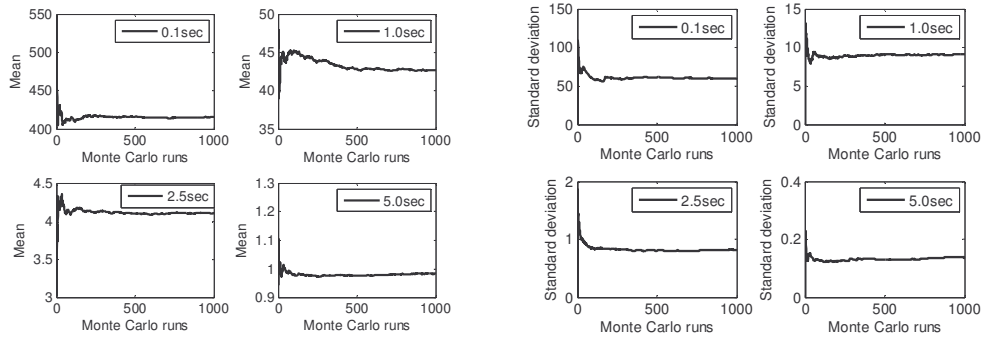 550
500
450
400
Mean
0.1sec
0
500
1000
Monte Carlo runs
50
45
40
35
Mean
1.0sec
0
500
1000
Monte Carlo runs
150
100
50
0
Standard deviation
0.1sec
0
500
1000
Monte Carlo runs
15
10
5
0
Standard deviation
1.0sec
0
500
1000
Monte Carlo runs
4.5
4
3.5
3
Mean
2.5sec
0
500
1000
Monte Carlo runs
1.3
1.2
1.1
1
0.9
Mean
5.0sec
0
500
1000
Monte Carlo runs
2
1
0
Standard deviation
2.5sec
0
500
1000
Monte Carlo runs
0.4
0.2
0
Standard deviation
5.0sec
0
500
1000
Monte Carlo runs